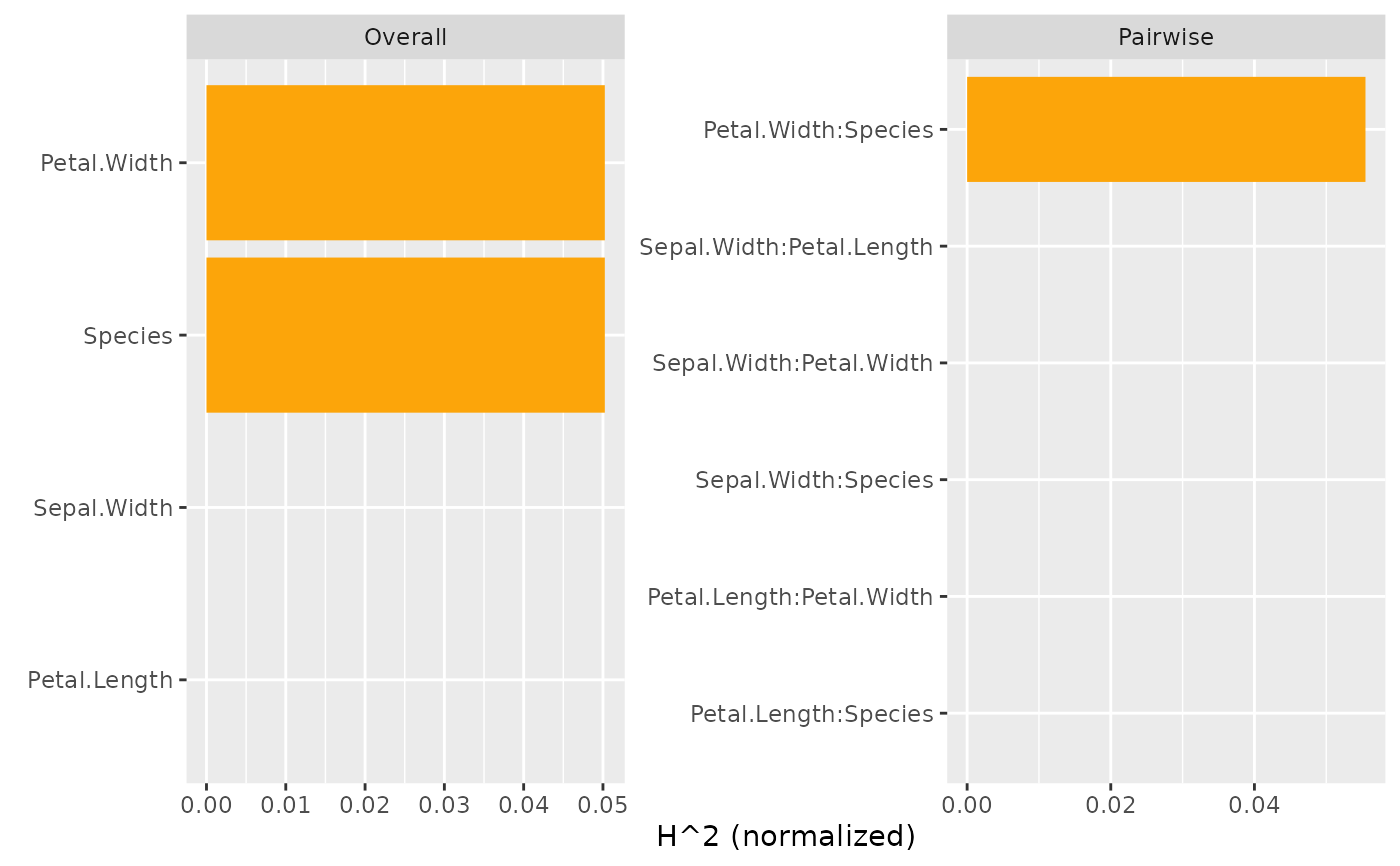 Overall
Petal.Width
Species
Sepal.Width
Petal.Length
0.00 0.01 0.02 0.03 0.04 0.05
Pairwise
Petal.Width:Species
Sepal.Width:Petal.Length
Sepal.Width:Petal.Width
Sepal.Width:Species
Petal.Length:Petal.Width
Petal.Length:Species
0.00 0.02 0.04
H^2 (normalized)